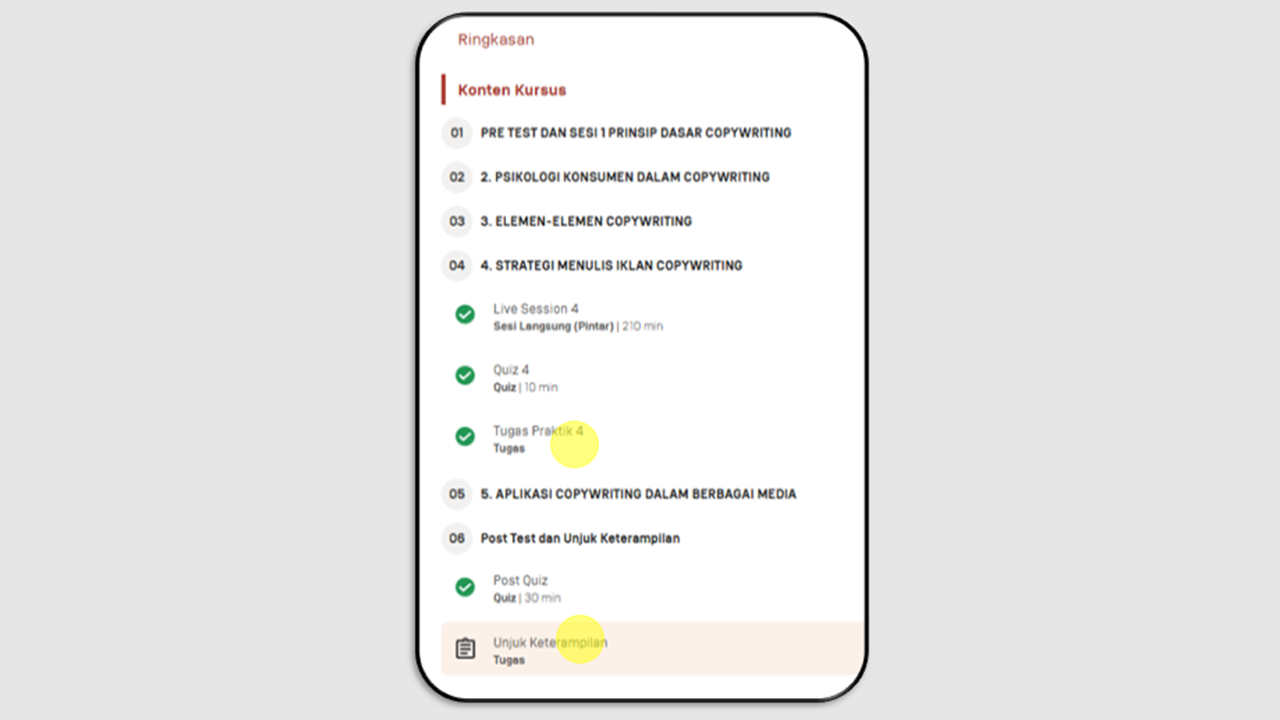 Ringkasan
Konten Kursus
01 PRE TEST DAN SESI 1 PRINSIP DASAR COPYWRITING
02 2. PSIKOLOGI KONSUMEN DALAM COPYWRITING
03 3. ELEMEN-ELEMEN COPYWRITING
04 4. STRATEGI MENULIS IKLAN COPYWRITING
Live Session 4
Sesi Langsung (Pintar) | 210 min
Quiz 4
Quiz | 10 min
Tugas Praktik 4
Tugas
05 5. APLIKASI COPYWRITING DALAM BERBAGAI MEDIA
06 Post Test dan Unjuk Keterampilan
Post Quiz
Quiz | 30 min
Unjuk Keterampilan
Tugas